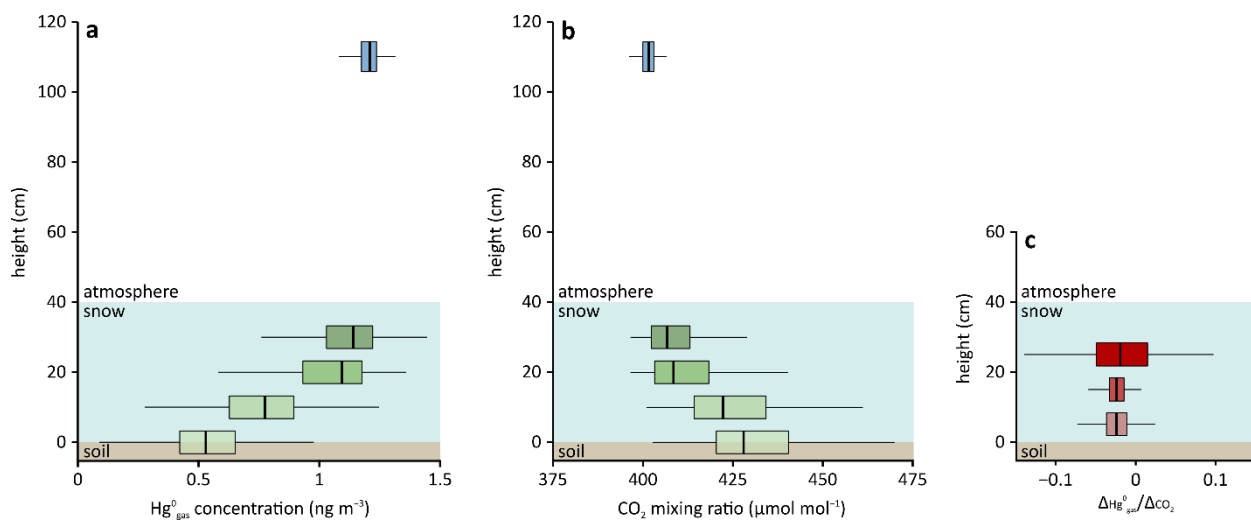 a
120
100
80
60
40
20
0
height (cm)
atmosphere
snow
soil
0
0.5
1
1.5
Hg⁰gas concentration (ng m⁻³)
b
120
100
80
60
40
20
0
height (cm)
atmosphere
snow
soil
375
400
425
450
475
CO₂ mixing ratio (μmol mol⁻¹)
c
60
40
20
0
height (cm)
atmosphere
snow
soil
−0.1
0
0.1
ΔHg⁰gas/ΔCO₂